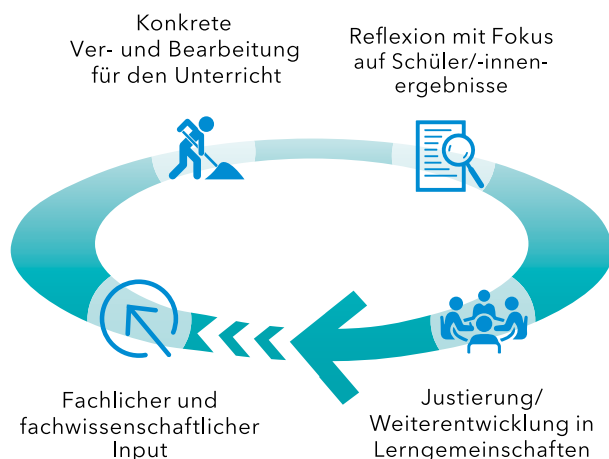 Konkrete
Ver- und Bearbeitung
für den Unterricht
Reflexion mit Fokus
auf Schüler/-innen-
ergebnisse
Fachlicher und
fachwissenschaftlicher
Input
Justierung/
Weiterentwicklung in
Lerngemeinschaften